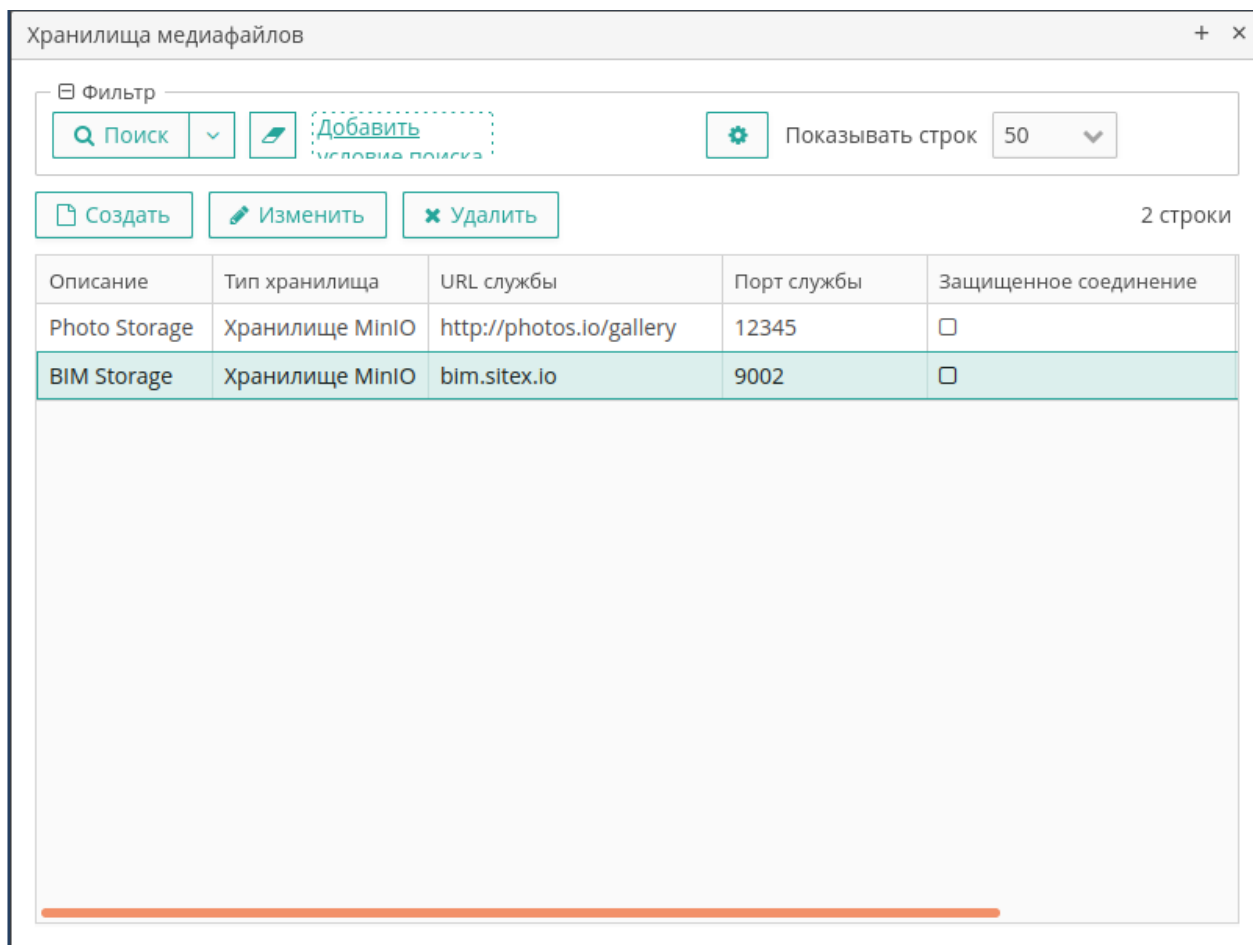 Хранилища медиафайлов
Фильтр
Поиск
Добавить
условие поиска
Показывать строк 50
Создать Изменить Удалить 2 строки
Описание Тип хранилища URL службы Порт службы Защищенное соединение
Photo Storage Хранилище MinIO http://photos.io/gallery 12345
BIM Storage Хранилище MinIO bim.sitex.io 9002